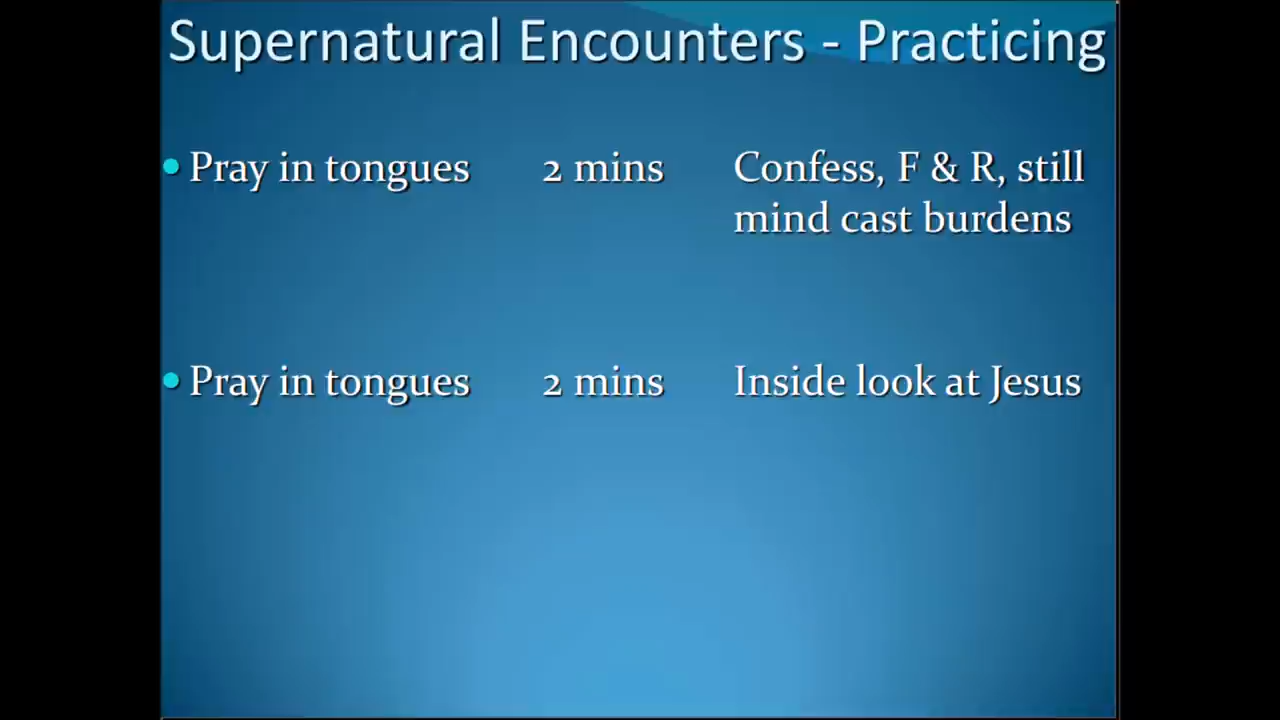 Supernatural Encounters - Practicing
• Pray in tongues 2 mins Confess, F & R, still
mind cast burdens
• Pray in tongues 2 mins Inside look at Jesus